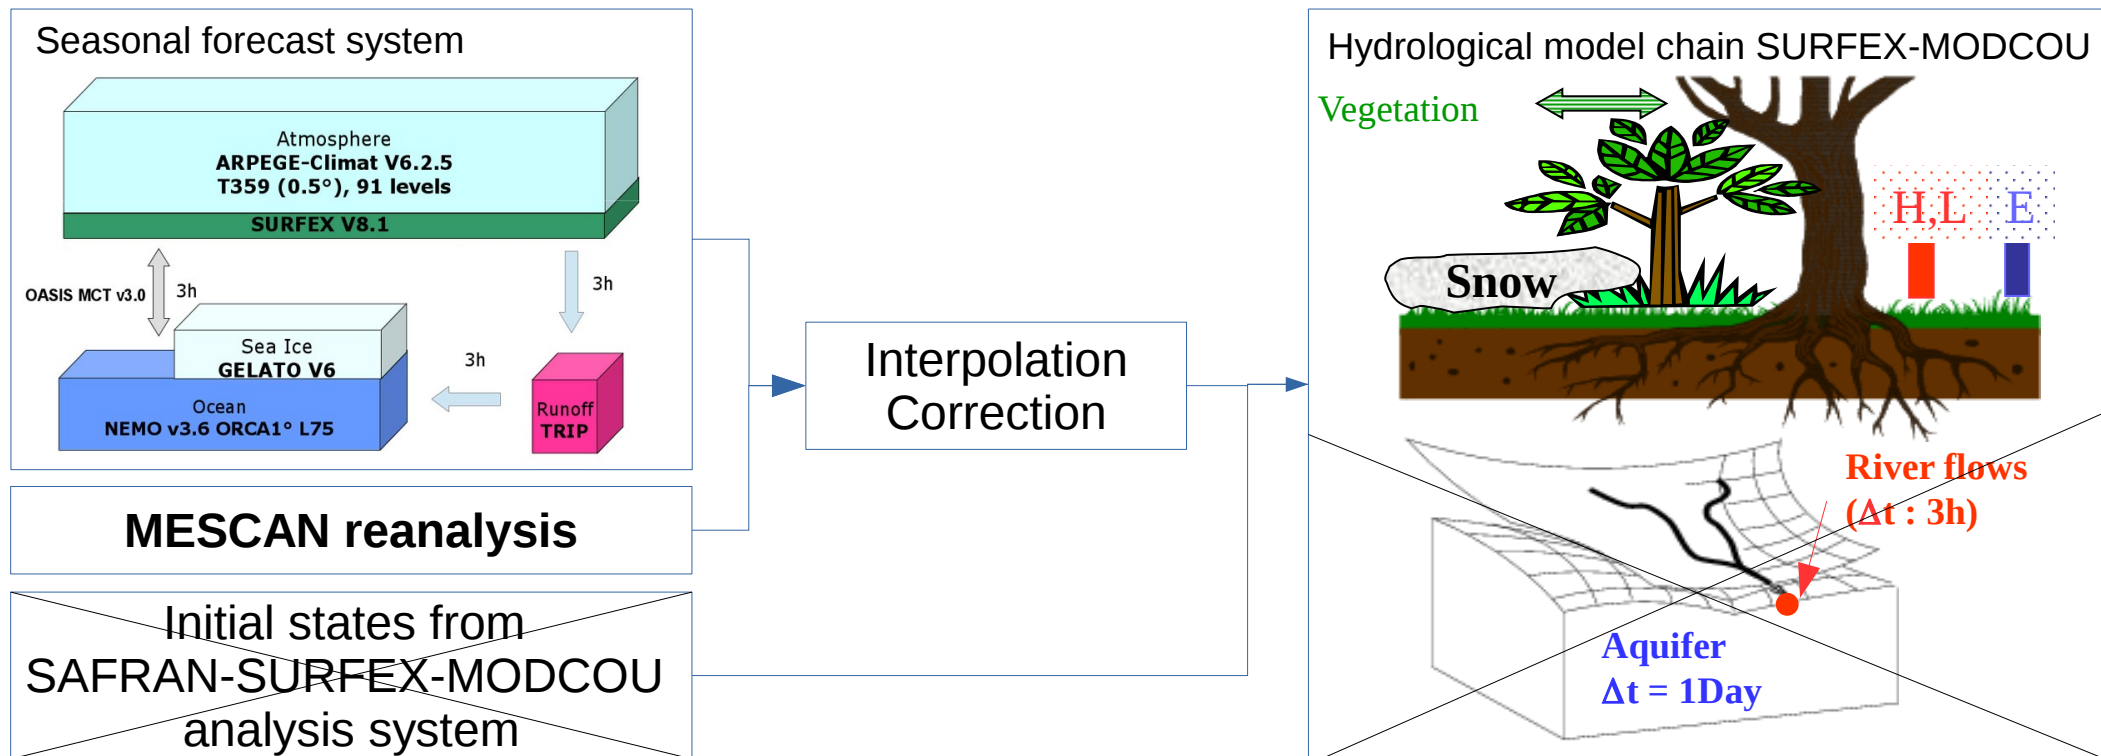 Seasonal forecast system
Atmosphere
ARPEGE-Climat V6.2.5
T359 (0.5°), 91 levels
SURFEX V8.1
OASIS MCT v3.0
3h
3h
Sea Ice
GELATO V6
3h
Ocean
NEMO v3.6 ORCA1° L75
Runoff
TRIP
MESCAN reanalysis
Initial states from
SAFRAN-SURFEX-MODCOU
analysis system
Interpolation
Correction
Hydrological model chain SURFEX-MODCOU
Vegetation
H,L
E
Snow
River flows
(Δt : 3h)
Aquifer
Δt = 1Day